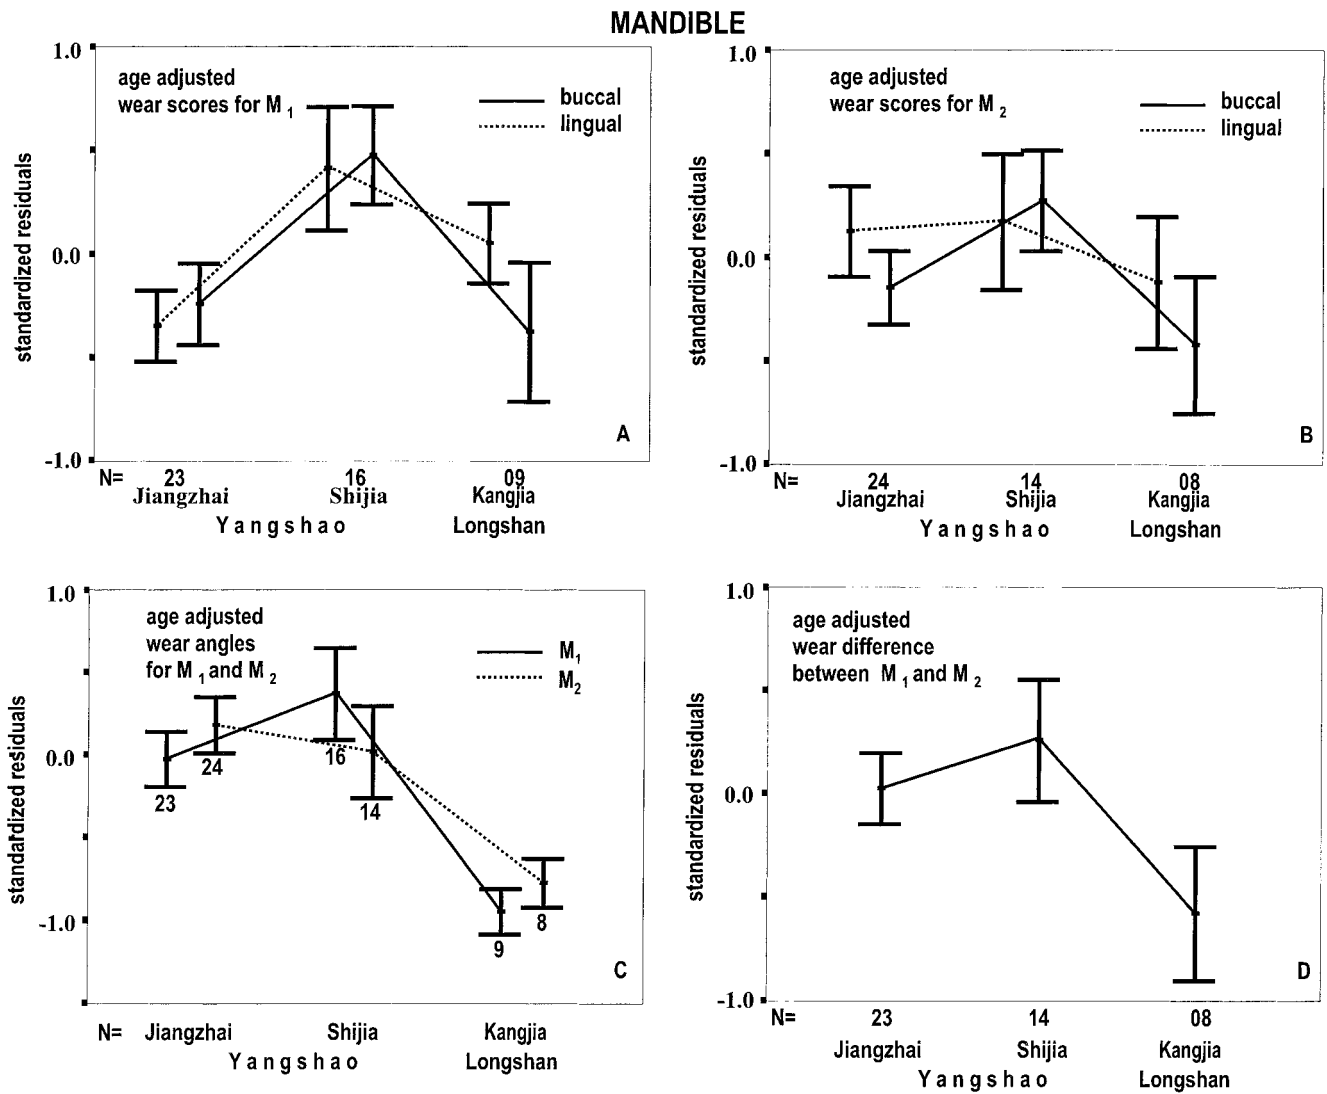 MANDIBLE
1.0
age adjusted
wear scores for M 1
buccal
lingual
standardized residuals
0.0
-1.0
A
N= 23 16 09
Jiangzhai Shijia Kangjia
Yangshao Longshan
1.0
age adjusted
wear scores for M 2
buccal
lingual
standardized residuals
0.0
-1.0
B
N= 24 14 08
Jiangzhai Shijia Kangjia
Yangshao Longshan
1.0
age adjusted
wear angles
for M 1 and M 2
M1
M2
standardized residuals
0.0
-1.0
23
24
16
14
9
8
C
N= Jiangzhai Shijia Kangjia
Yangshao Longshan
1.0
age adjusted
wear difference
between M 1 and M 2
standardized residuals
0.0
-1.0
D
N= 23 14 08
Jiangzhai Shijia Kangjia
Yangshao Longshan